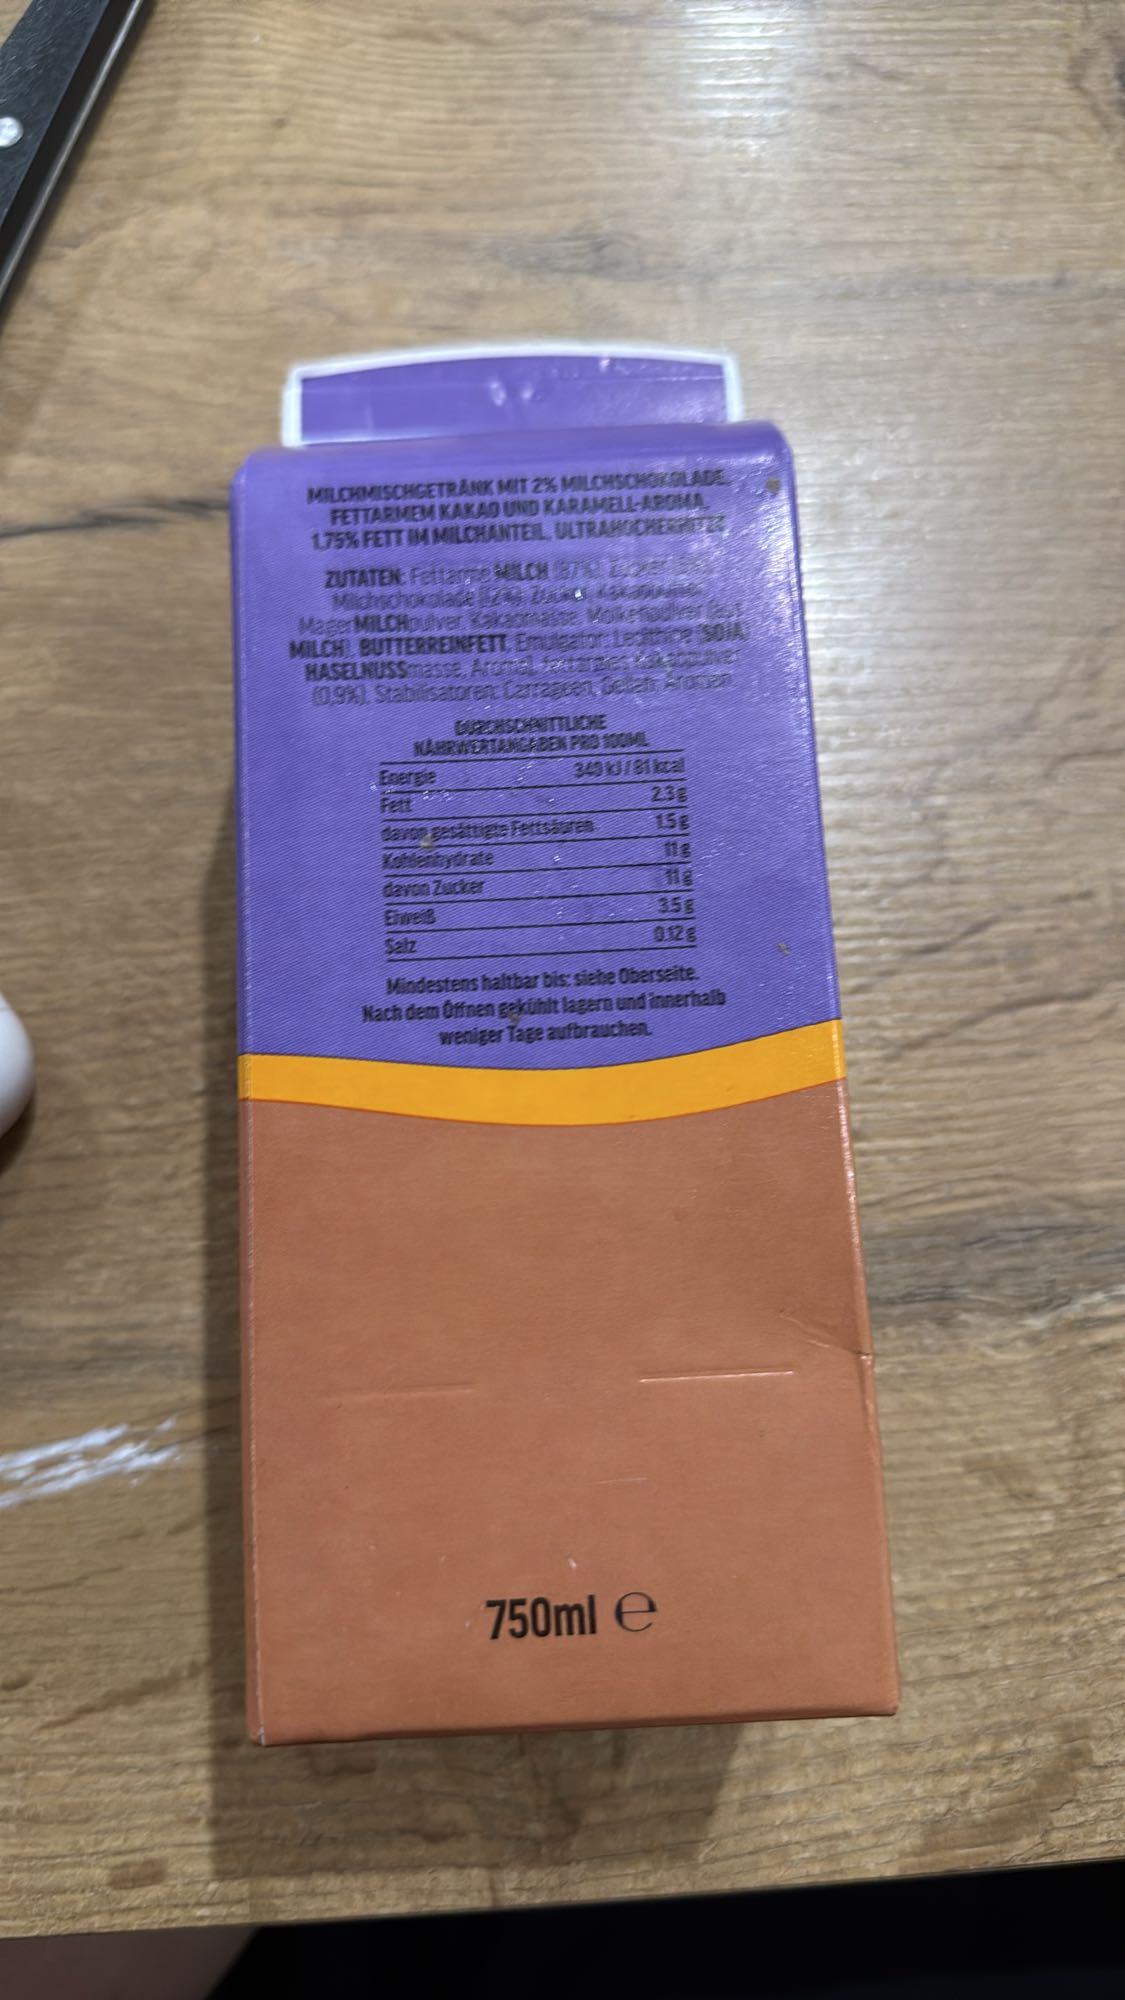 MILCHMISCHGETRÄNK MIT 2% MILCHSCHOKOLADE,
FETTARMEM KAKAO UND KARAMELL-AROMA,
1,75% FETT IM MILCHANTEIL, ULTRAHOCHERHITZT
ZUTATEN: Fettarme MILCH (87%), Zucker
Milchschokolade (2%) Zucker, Kakaobutter,
MagerMILCHpulver, Kakaomasse, Molkenpulver (aus
MILCH), BUTTERREINFETT, Emulgator: Lecithine (SOJA),
HASELNUSSmasse, Aroma), fettarmes Kakaopulver
(0,9%), Stabilisatoren: Carrageen, Gellan; Aromen
DURCHSCHNITTLICHE
NÄHRWERTANGABEN PRO 100ML
Energie 340 kJ / 81 kcal
Fett 2.3 g
davon gesättigte Fettsäuren 1.5 g
Kohlenhydrate 11 g
davon Zucker 11 g
Eiweiß 3.5 g
Salz 0.12 g
Mindestens haltbar bis: siehe Oberseite.
Nach dem Öffnen gekühlt lagern und innerhalb
weniger Tage aufbrauchen.
750ml e